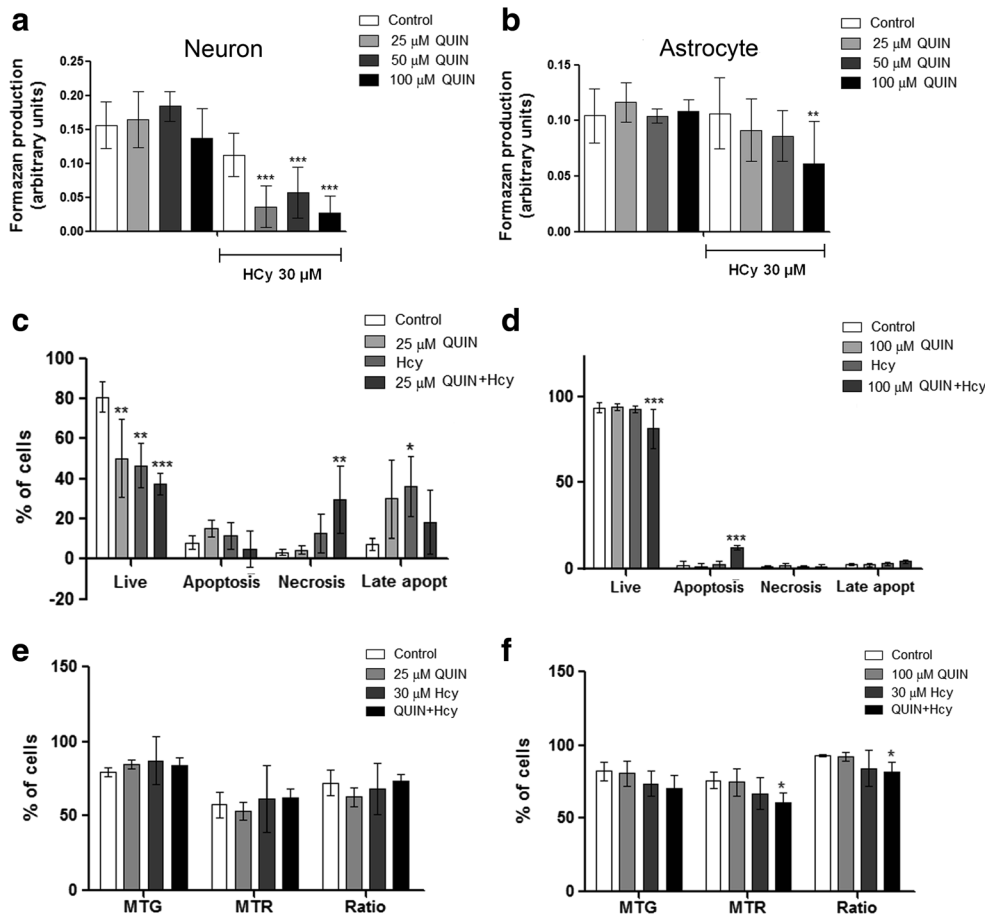 a
Neuron
Control
25 µM QUIN
50 µM QUIN
100 µM QUIN
Formazan production
(arbitrary units)
0.25
0.20
0.15
0.10
0.05
0.00
***
***
***
HCy 30 µM
b
Astrocyte
Control
25 µM QUIN
50 µM QUIN
100 µM QUIN
Formazan production
(arbitrary units)
0.15
0.10
0.05
0.00
**
HCy 30 µM
c
Control
25 µM QUIN
Hcy
25 µM QUIN+Hcy
% of cells
100
80
60
40
20
0
-20
**
**
***
**
*
Live
Apoptosis
Necrosis
Late apopt
d
Control
100 µM QUIN
Hcy
100 µM QUIN+Hcy
% of cells
100
50
0
***
***
Live
Apoptosis
Necrosis
Late apopt
e
Control
25 µM QUIN
30 µM Hcy
QUIN+Hcy
% of cells
150
100
50
0
MTG
MTR
Ratio
f
Control
100 µM QUIN
30 µM Hcy
QUIN+Hcy
% of cells
150
100
50
0
*
*
MTG
MTR
Ratio